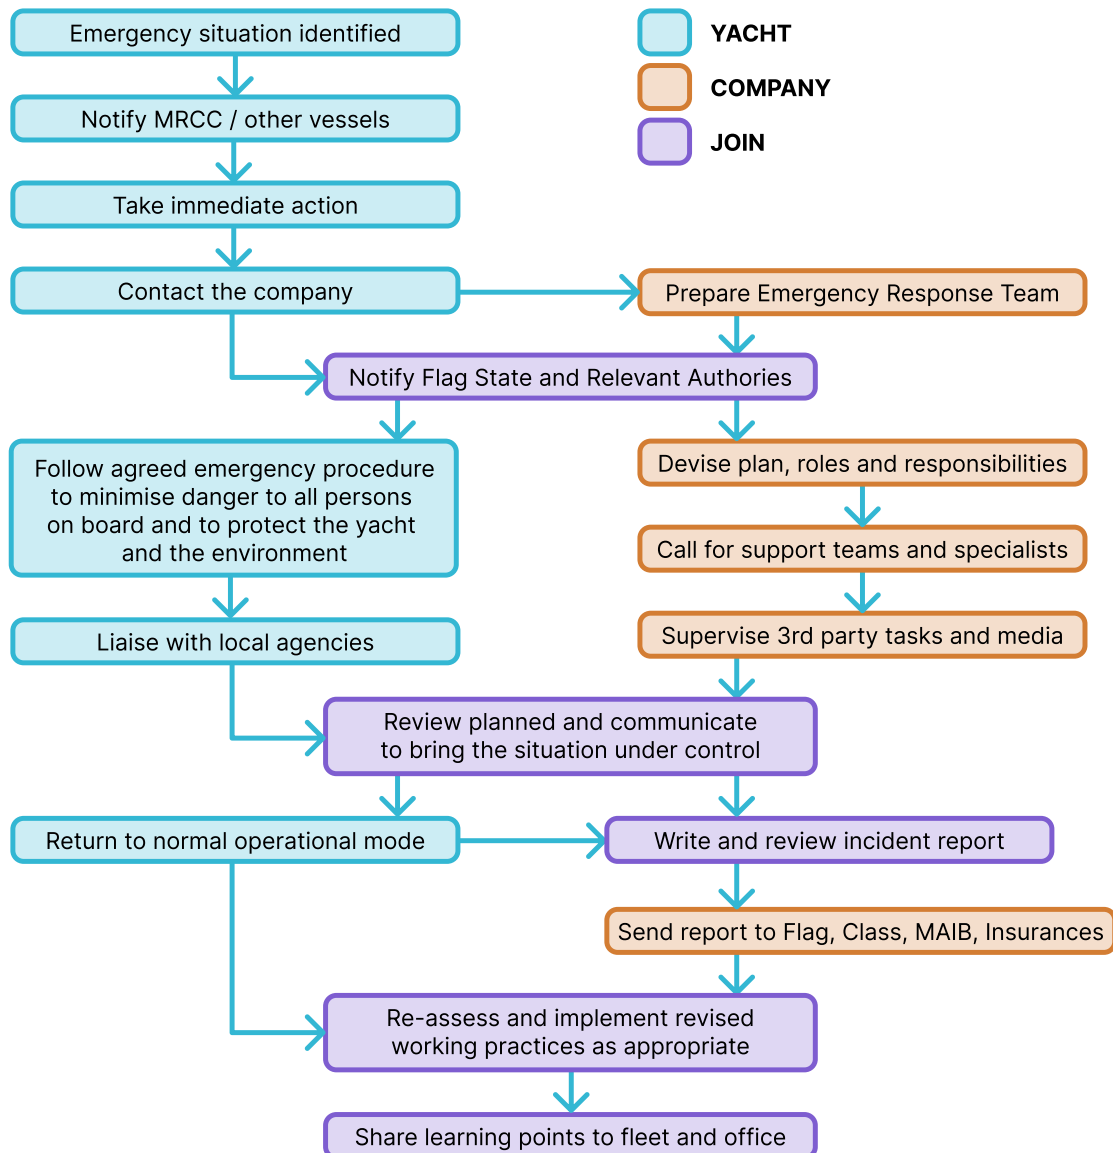 Emergency situation identified
YACHT
COMPANY
JOIN
Notify MRCC / other vessels
Take immediate action
Contact the company
Prepare Emergency Response Team
Notify Flag State and Relevant Authories
Follow agreed emergency procedure
to minimise danger to all persons
on board and to protect the yacht
and the environment
Devise plan, roles and responsibilities
Call for support teams and specialists
Liaise with local agencies
Supervise 3rd party tasks and media
Review planned and communicate
to bring the situation under control
Return to normal operational mode
Write and review incident report
Send report to Flag, Class, MAIB, Insurances
Re-assess and implement revised
working practices as appropriate
Share learning points to fleet and office